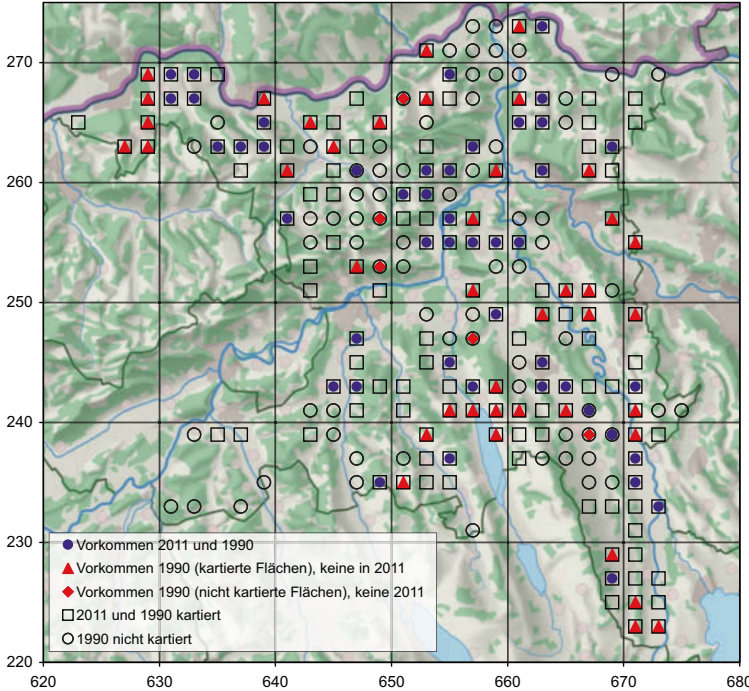 270
260
250
240
230
220
Vorkommen 2011 und 1990
Vorkommen 1990 (kartierte Flächen), keine in 2011
Vorkommen 1990 (nicht kartierte Flächen), keine 2011
2011 und 1990 kartiert
1990 nicht kartiert
620 630 640 650 660 670 680